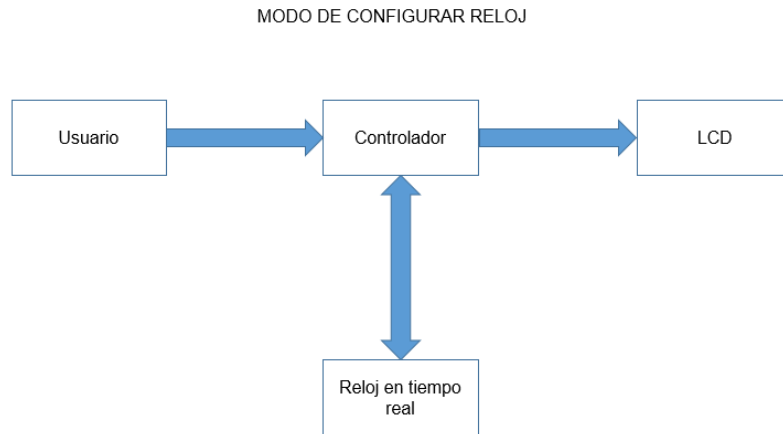 MODO DE CONFIGURAR RELOJ
Usuario
Controlador
LCD
Reloj en tiempo
real